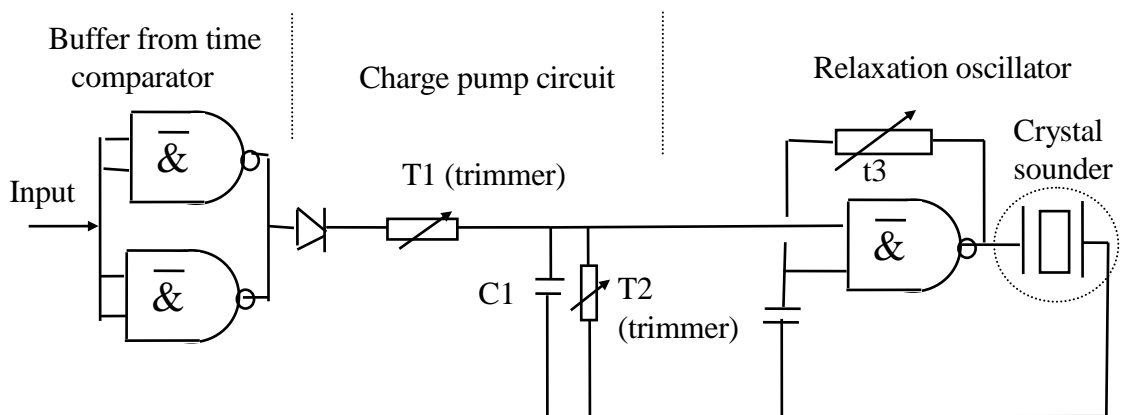 Buffer from time
comparator
Charge pump circuit
Relaxation oscillator
Crystal
sounder
&
T1 (trimmer)
t3
Input
&
&
C1
T2
(trimmer)